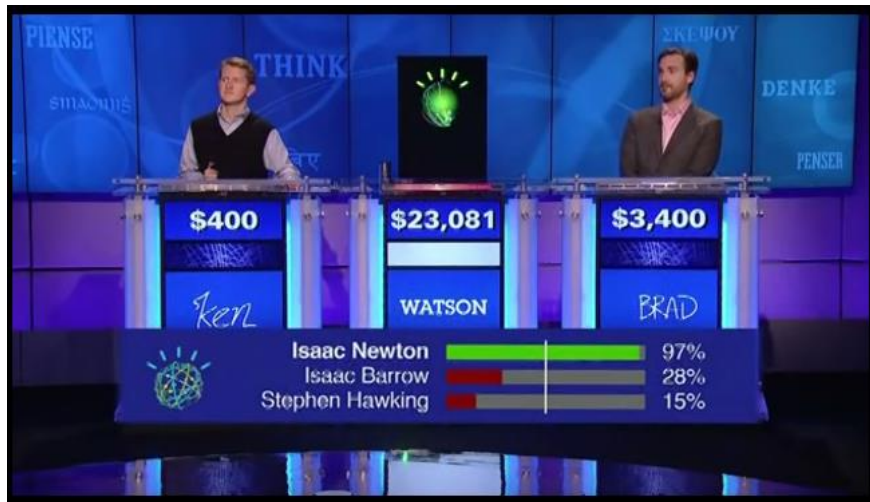 PIENSE
THINK
ΣΚΕΨΟΥ
DENKE
PENSER
$400
$23,081
$3,400
Ken
WATSON
BRAD
Isaac Newton 97%
Isaac Barrow 28%
Stephen Hawking 15%